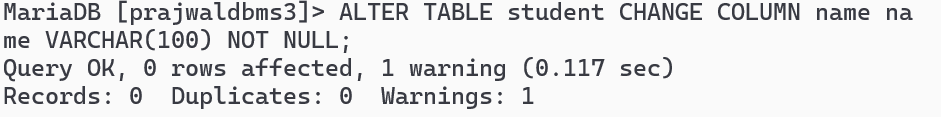 MariaDB [prajwaldbms3]> ALTER TABLE student CHANGE COLUMN name na
me VARCHAR(100) NOT NULL;
Query OK, 0 rows affected, 1 warning (0.117 sec)
Records: 0  Duplicates: 0  Warnings: 1